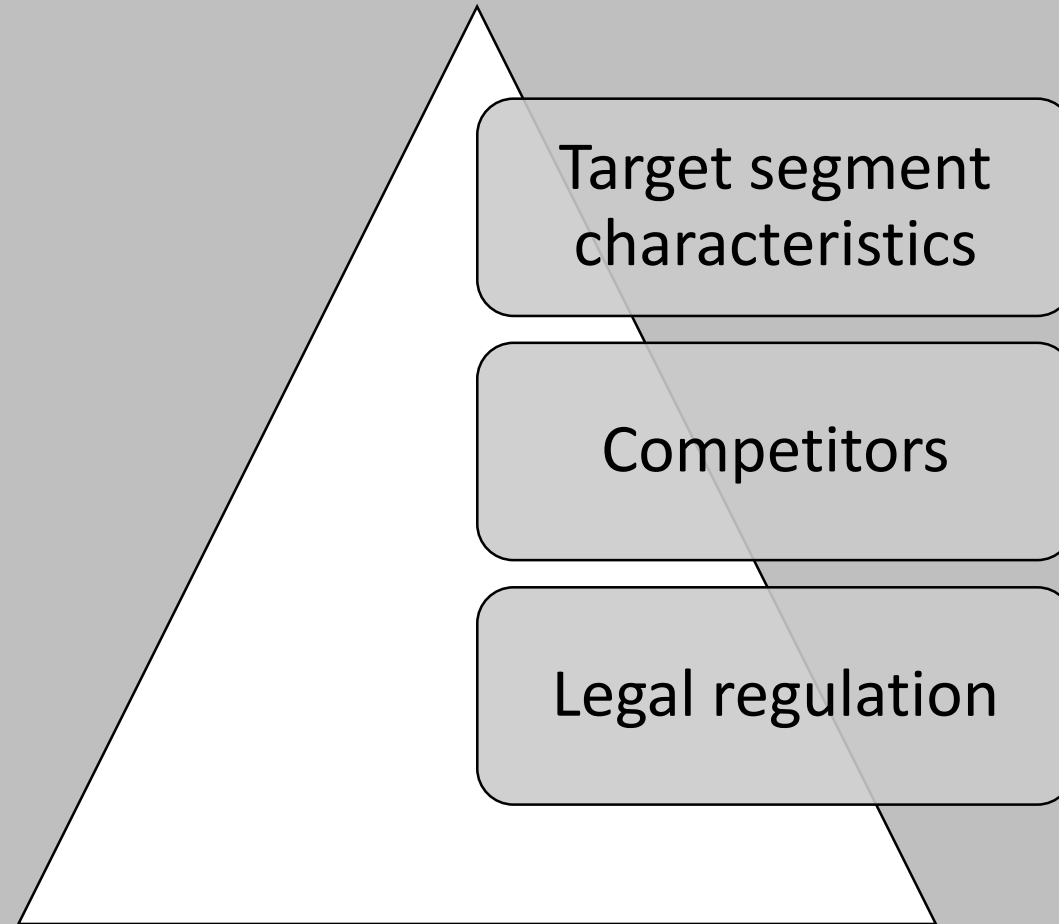 Target segment
characteristics
Competitors
Legal regulation